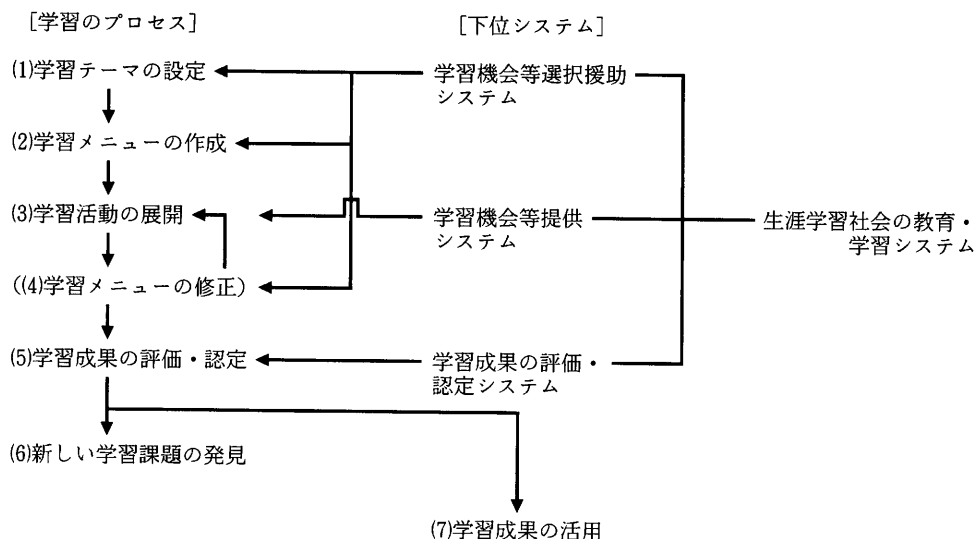 [学習のプロセス]
[下位システム]
(1)学習テーマの設定
学習機会等選択援助
システム
(2)学習メニューの作成
(3)学習活動の展開
学習機会等提供
システム
生涯学習社会の教育・
学習システム
((4)学習メニューの修正)
(5)学習成果の評価・認定
学習成果の評価・
認定システム
(6)新しい学習課題の発見
(7)学習成果の活用